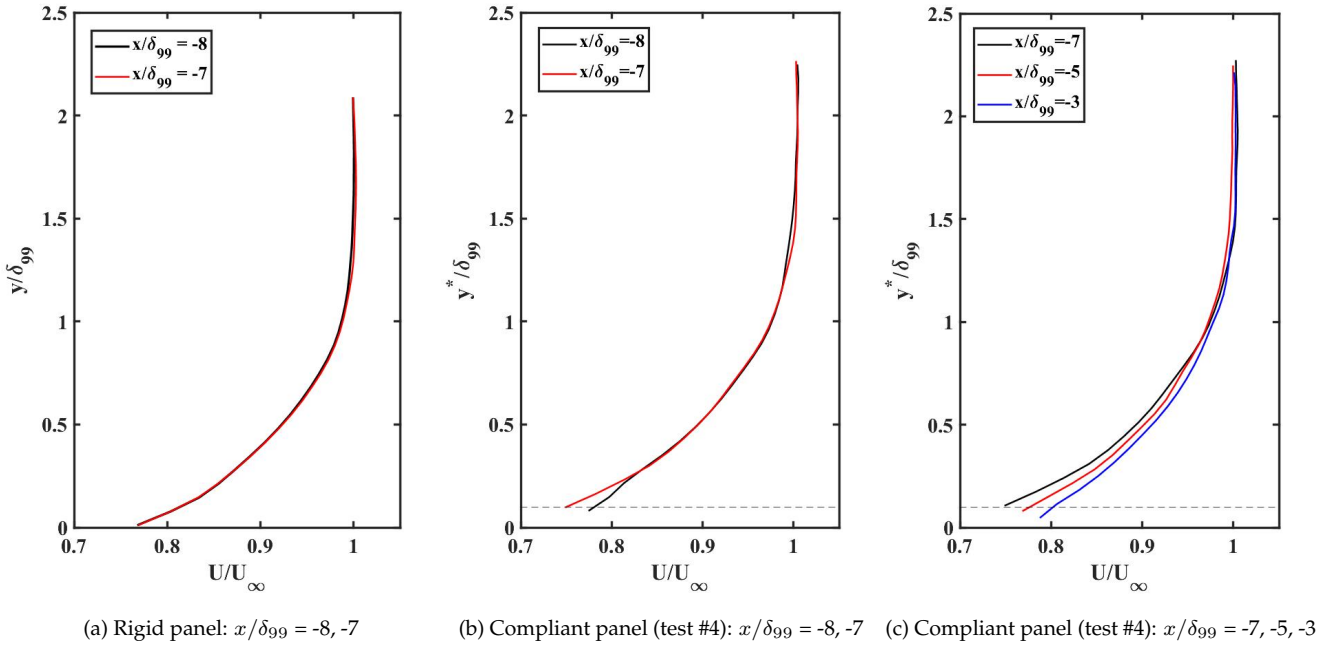 2.5
2
1.5
1
0.5
0
y/δ99
x/δ99 = -8
x/δ99 = -7
0.7 0.8 0.9 1
U/U∞
(a) Rigid panel: x/δ99 = -8, -7
2.5
2
1.5
1
0.5
0
y*/δ99
x/δ99=-8
x/δ99=-7
0.7 0.8 0.9 1
U/U∞
(b) Compliant panel (test #4): x/δ99 = -8, -7
2.5
2
1.5
1
0.5
0
y*/δ99
x/δ99=-7
x/δ99=-5
x/δ99=-3
0.7 0.8 0.9 1
U/U∞
(c) Compliant panel (test #4): x/δ99 = -7, -5, -3